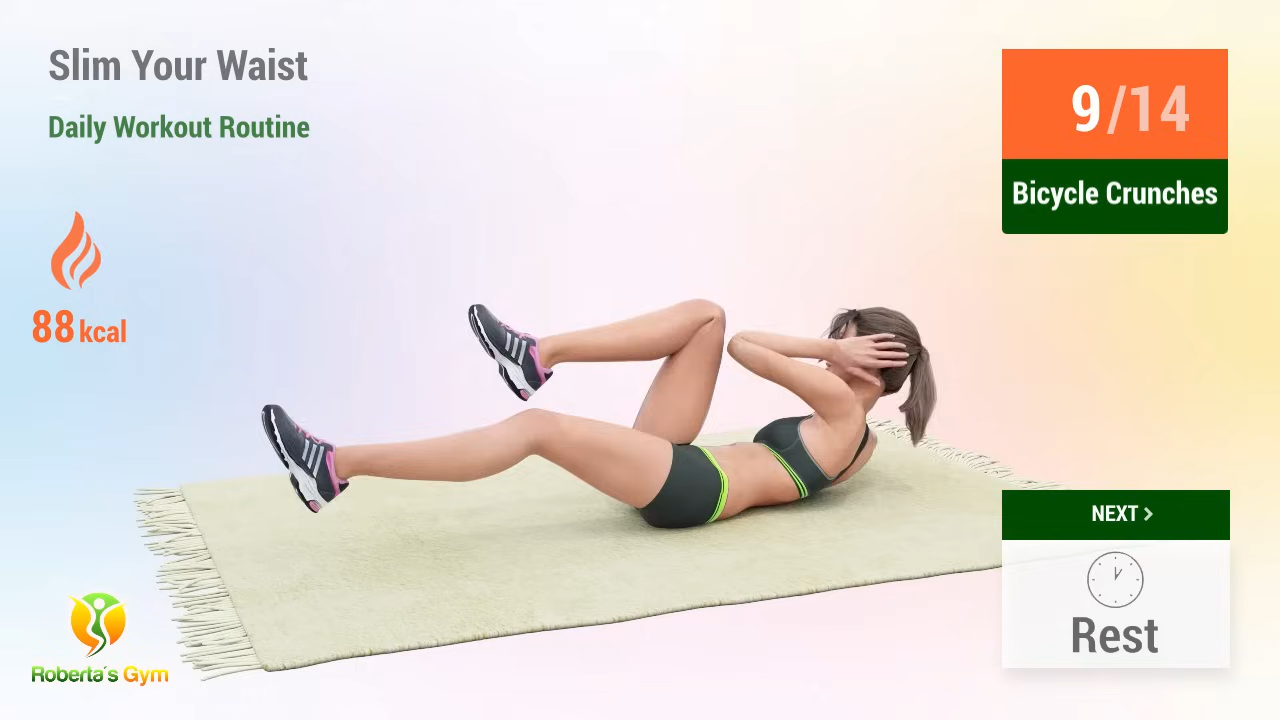 Slim Your Waist
Daily Workout Routine
9/14
Bicycle Crunches
88 kcal
NEXT >
Rest
Roberta´s Gym